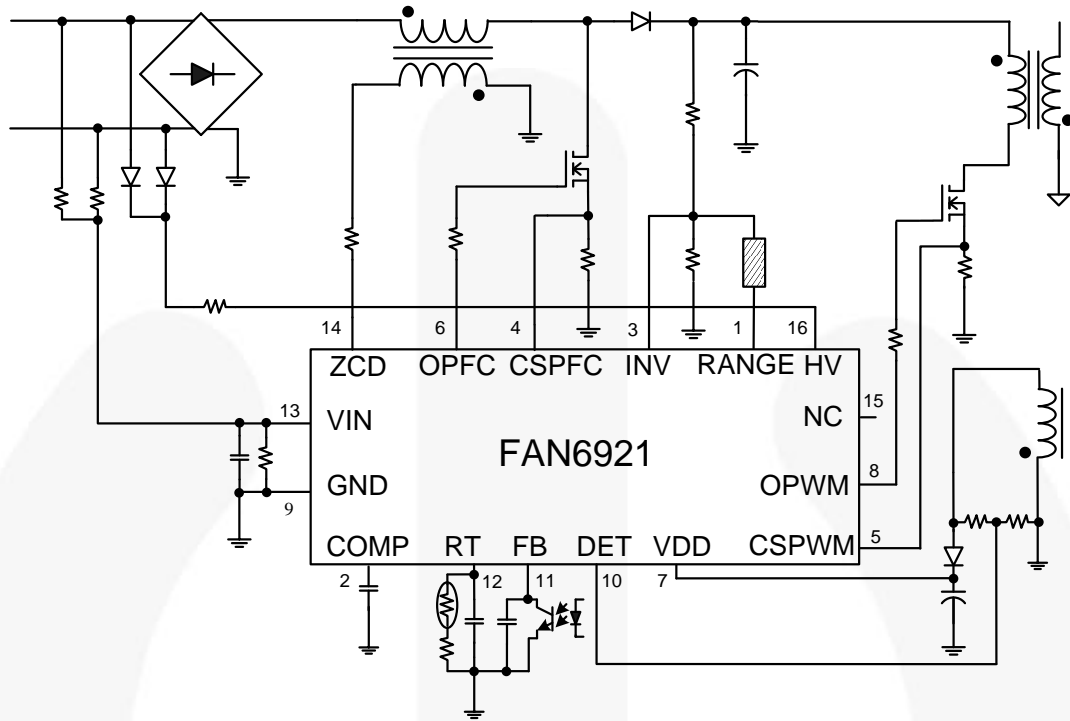 14 6 4 3 1 16
ZCD OPFC CSPFC INV RANGE HV
15
NC
13
VIN
FAN6921
8
OPWM
GND
9
5
CSPWM
COMP RT FB DET VDD
2 12 11 10 7